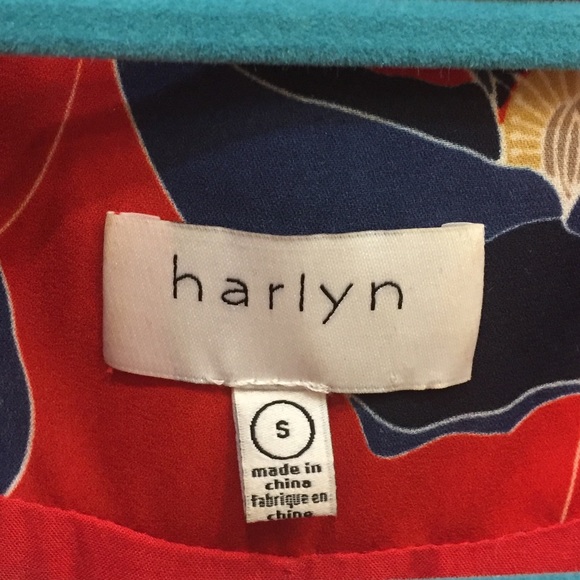 harlyn
S
made in
china
fabriqué en
chine